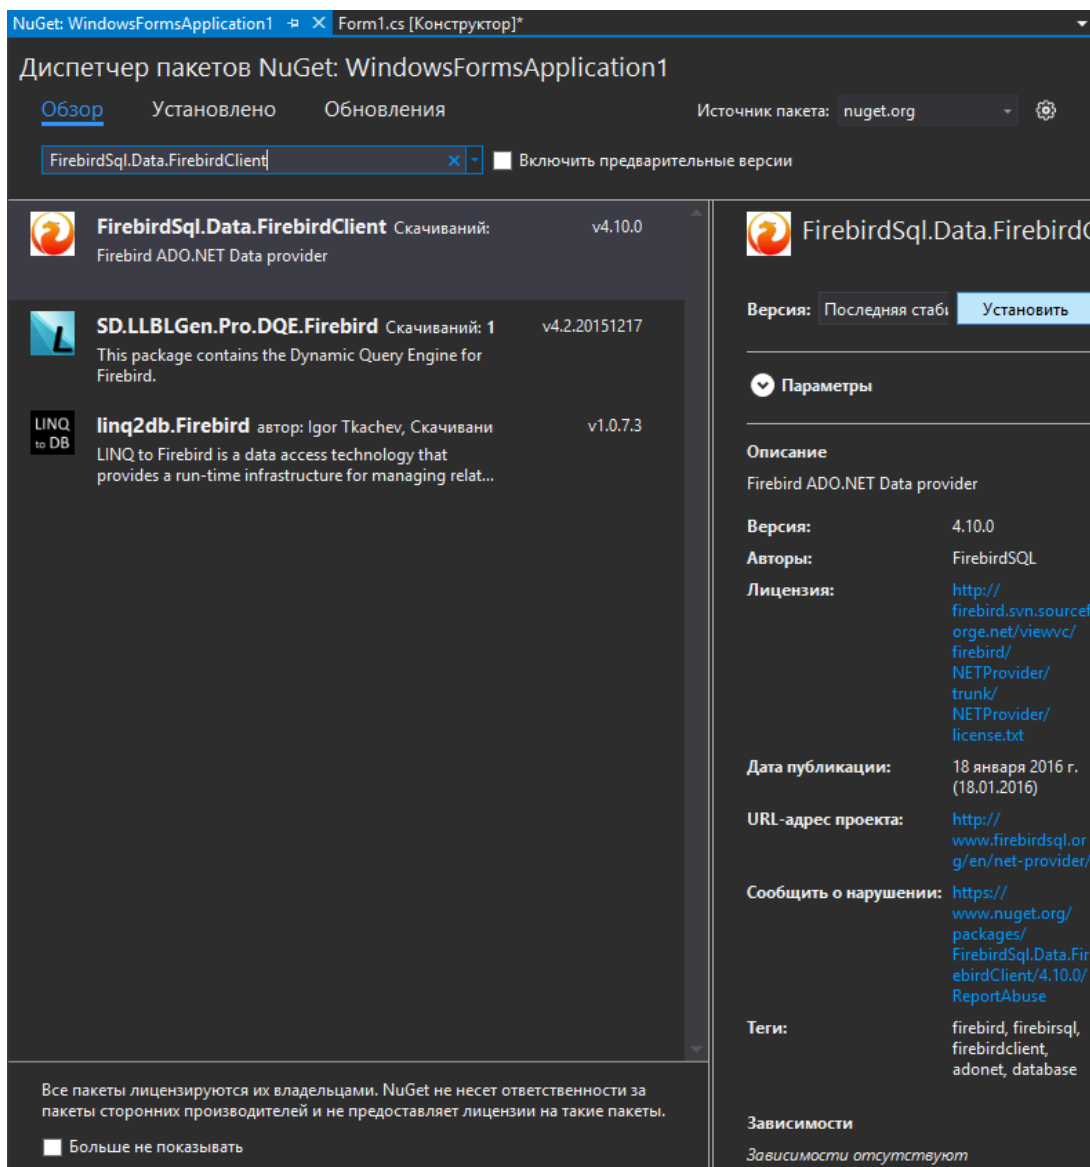 NuGet: WindowsFormsApplication1
Form1.cs [Конструктор]*
Диспетчер пакетов NuGet: WindowsFormsApplication1
Обзор Установлено Обновления
Источник пакета: nuget.org
FirebirdSql.Data.FirebirdClient
Включить предварительные версии
FirebirdSql.Data.FirebirdClient Скачиваний: v4.10.0
Firebird ADO.NET Data provider
SD.LLBLGen.Pro.DQE.Firebird Скачиваний: 1 v4.2.20151217
This package contains the Dynamic Query Engine for
Firebird.
LINQ
to DB
linq2db.Firebird автор: Igor Tkachev, Скачивани v1.0.7.3
LINQ to Firebird is a data access technology that
provides a run-time infrastructure for managing relat...
Все пакеты лицензируются их владельцами. NuGet не несет ответственности за
пакеты сторонних производителей и не предоставляет лицензии на такие пакеты.
Больше не показывать
FirebirdSql.Data.FirebirdC
Версия: Последняя стаби Установить
Параметры
Описание
Firebird ADO.NET Data provider
Версия: 4.10.0
Авторы: FirebirdSQL
Лицензия: http://
firebird.svn.sourcef
orge.net/viewvc/
firebird/
NETProvider/
trunk/
NETProvider/
license.txt
Дата публикации: 18 января 2016 г.
(18.01.2016)
URL-адрес проекта: http://
www.firebirdsql.or
g/en/net-provider/
Сообщить о нарушении: https://
www.nuget.org/
packages/
FirebirdSql.Data.Fir
ebirdClient/4.10.0/
ReportAbuse
Теги: firebird, firebirsql,
firebirdclient,
adonet, database
Зависимости
Зависимости отсутствуют